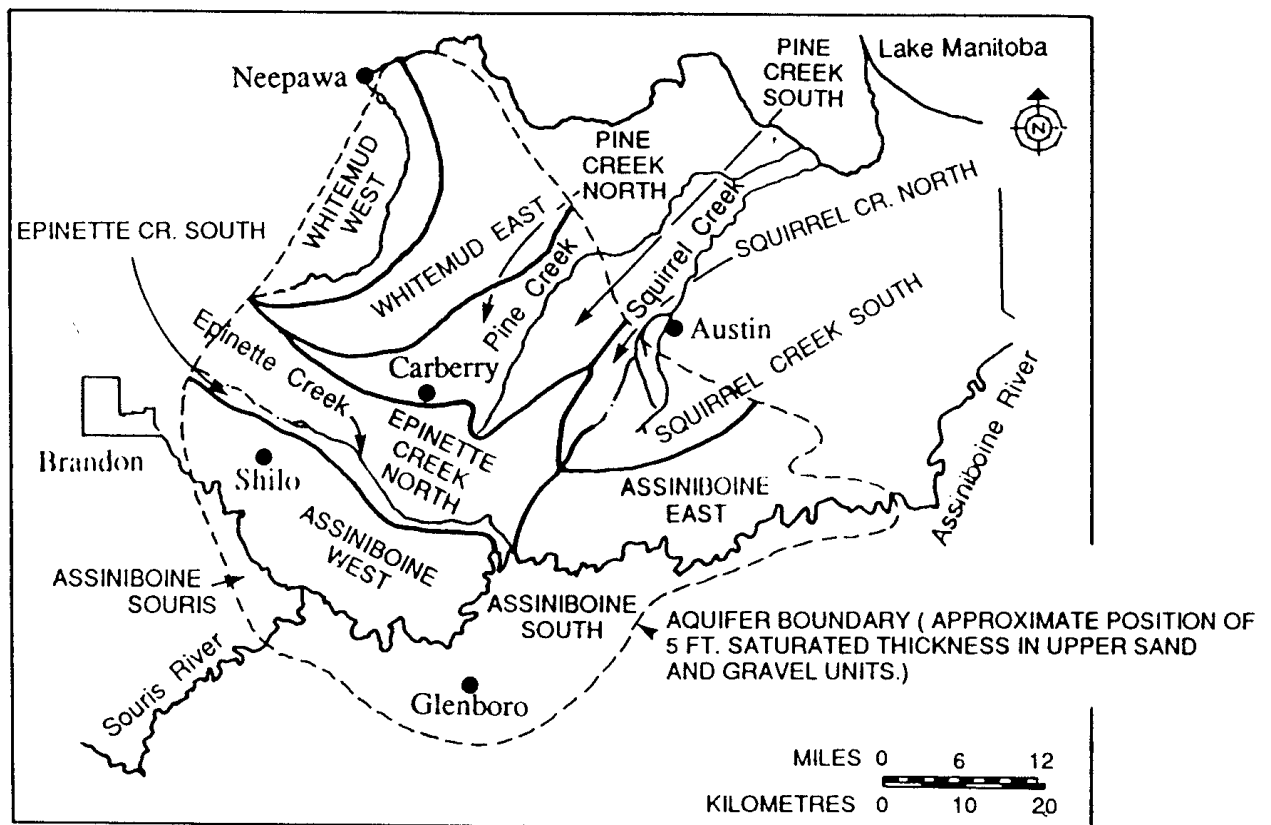 PINE
CREEK
SOUTH
Lake Manitoba
Neepawa
N
PINE
CREEK
NORTH
WHITEMUD
WEST
EPINETTE CR. SOUTH
WHITEMUD EAST
Pine Creek
Squirrel Creek
SQUIRREL CR. NORTH
Austin
SQUIRREL CREEK SOUTH
Epinette Creek
Carberry
EPINETTE
CREEK
NORTH
Brandon
Shilo
ASSINIBOINE
WEST
ASSINIBOINE
EAST
Assiniboine River
ASSINIBOINE
SOURIS
ASSINIBOINE
SOUTH
Souris River
Glenboro
AQUIFER BOUNDARY ( APPROXIMATE POSITION OF
5 FT. SATURATED THICKNESS IN UPPER SAND
AND GRAVEL UNITS.)
MILES 0 6 12
KILOMETRES 0 10 20